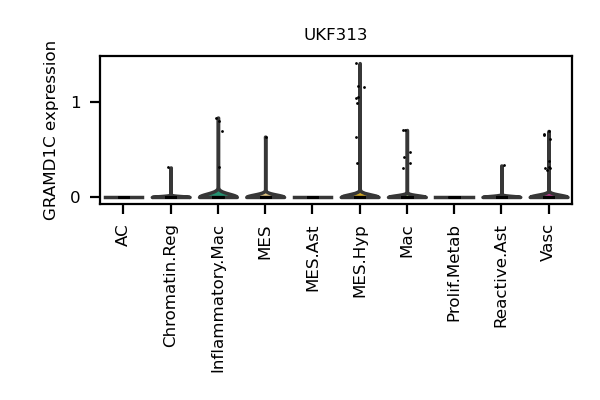 UKF313
GRAMD1C expression
1
0
AC
Chromatin.Reg
Inflammatory.Mac
MES
MES.Ast
MES.Hyp
Mac
Prolif.Metab
Reactive.Ast
Vasc